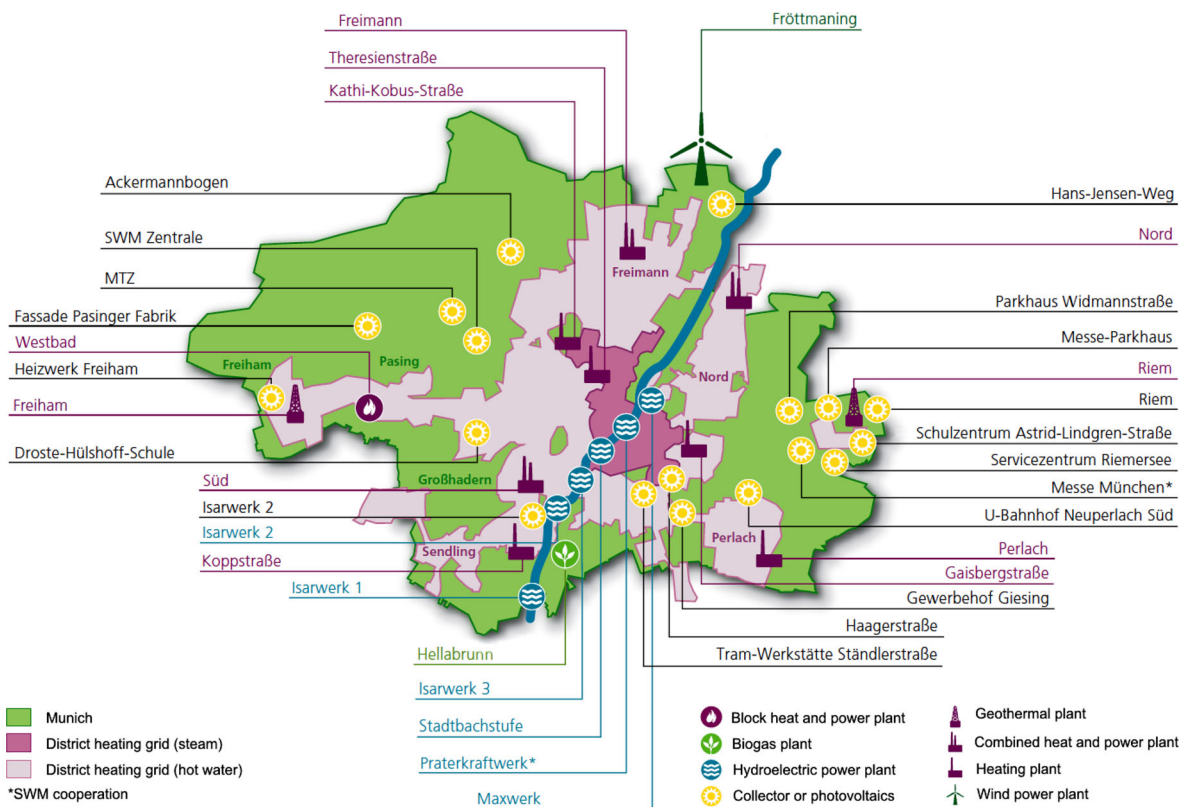 Freimann
Fröttmaning
Theresienstraße
Kathi-Kobus-Straße
Ackermannbogen
Hans-Jensen-Weg
SWM Zentrale
Nord
MTZ
Freimann
Parkhaus Widmannstraße
Fassade Pasinger Fabrik
Messe-Parkhaus
Westbad
Freiham
Pasing
Heizwerk Freiham
Riem
Nord
Freiham
Riem
Schulzentrum Astrid-Lindgren-Straße
Droste-Hülshoff-Schule
Servicezentrum Riemersee
Süd
Großhadern
Messe München*
Isarwerk 2
U-Bahnhof Neuperlach Süd
Isarwerk 2
Perlach
Sendling
Perlach
Koppstraße
Gaisbergstraße
Isarwerk 1
Gewerbehof Giesing
Haagerstraße
Hellabrunn
Tram-Werkstätte Ständlerstraße
Isarwerk 3
Stadtbachstufe
Praterkraftwerk*
Maxwerk
Munich
District heating grid (steam)
District heating grid (hot water)
*SWM cooperation
Block heat and power plant
Biogas plant
Hydroelectric power plant
Collector or photovoltaics
Geothermal plant
Combined heat and power plant
Heating plant
Wind power plant